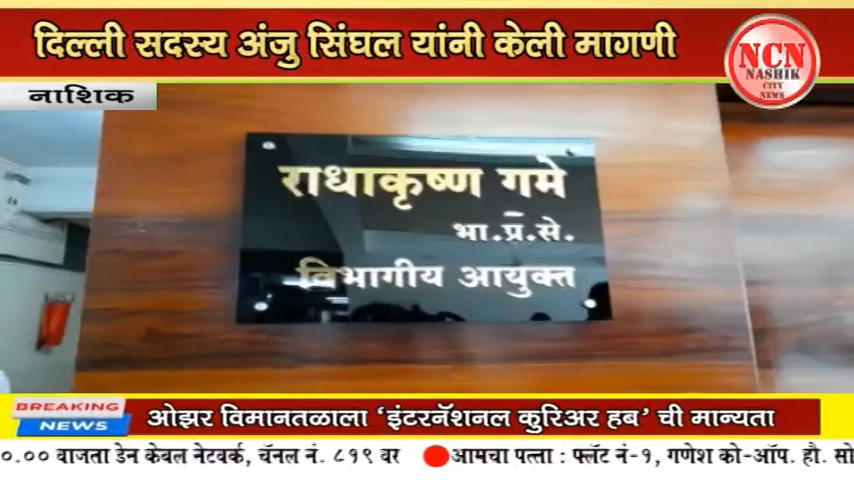 दिल्ली सदस्य अंजु सिंघल यांनी केली मागणी
NCN
NASHIK
CITY
NEWS
नाशिक
राधाकृष्ण गमे
भा.प्र.से.
विभागीय आयुक्त
BREAKING
NEWS
ओझर विमानतळाला ‘इंटरनॅशनल कुरिअर हब’ ची मान्यता
०.०० वाजता डेन केबल नेटवर्क, चॅनल नं. ८१९ वर आमचा पत्ता : फ्लॅट नं-१, गणेश को-ऑप. हौ. सो